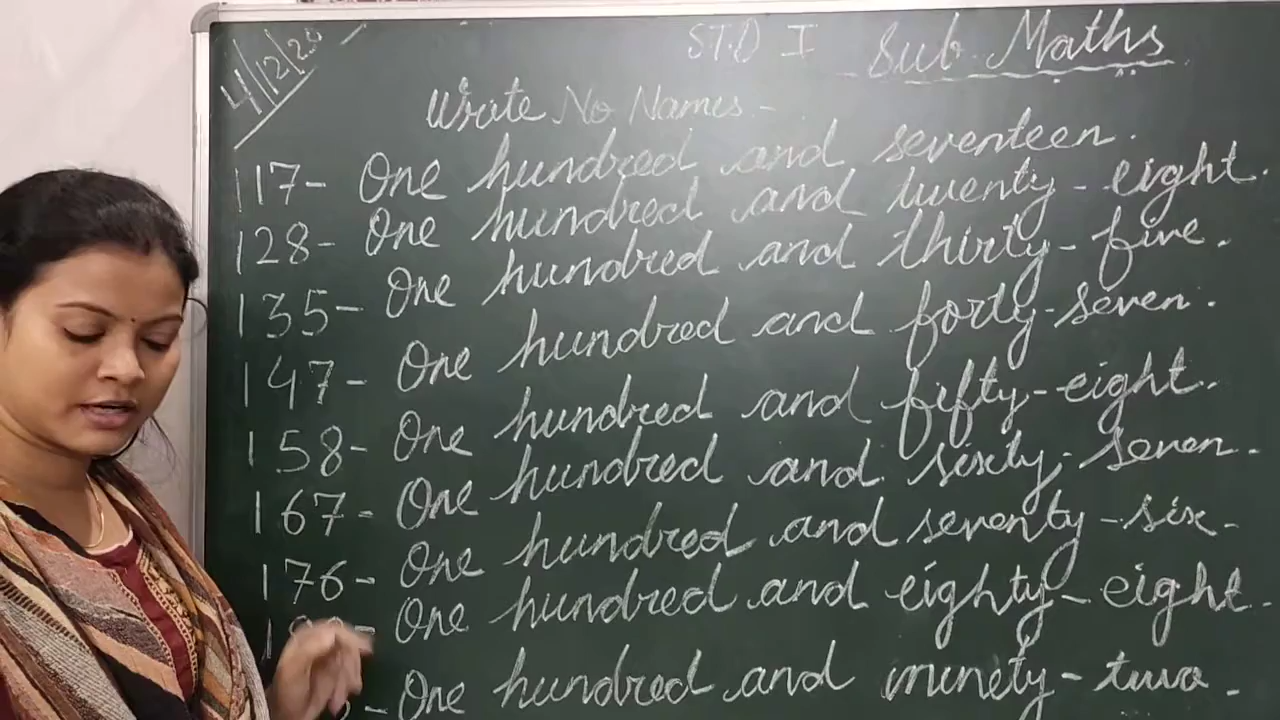 4/12/20
STD I Sub. Maths
Write No Names -
117- One hundred and seventeen.
128- One hundred and twenty-eight.
135- One hundred and thirty-five.
147- One hundred and forty-seven.
158- One hundred and fifty-eight.
167- One hundred and sixty-seven.
176- One hundred and seventy-six.
One hundred and eighty-eight.
- One hundred and ninety-two.